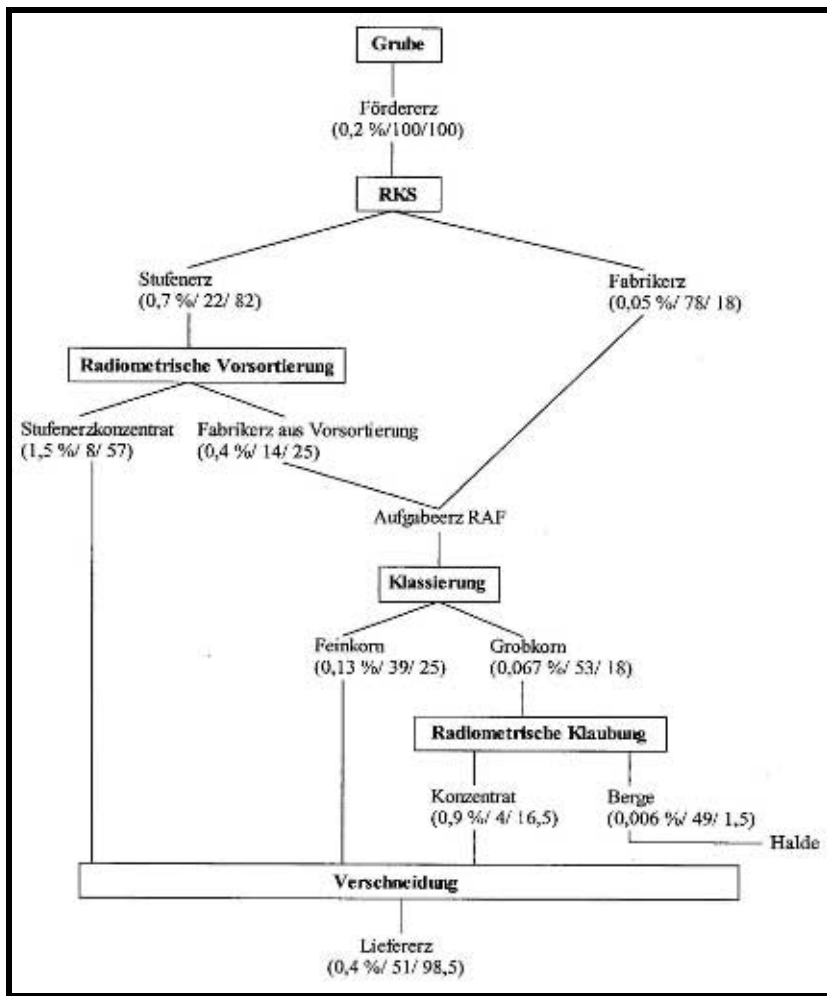 Grube
Fördererz
(0,2 %/100/100)
RKS
Stufenerz
(0,7 %/ 22/ 82)
Fabrikerz
(0,05 %/ 78/ 18)
Radiometrische Vorsortierung
Stufenerzkonzentrat
(1,5 %/ 8/ 57)
Fabrikerz aus Vorsortierung
(0,4 %/ 14/ 25)
Aufgabeerz RAF
Klassierung
Feinkorn
(0,13 %/ 39/ 25)
Grobkorn
(0,067 %/ 53/ 18)
Radiometrische Klaubung
Konzentrat
(0,9 %/ 4/ 16,5)
Berge
(0,006 %/ 49/ 1,5)
Halde
Verschneidung
Liefererz
(0,4 %/ 51/ 98,5)